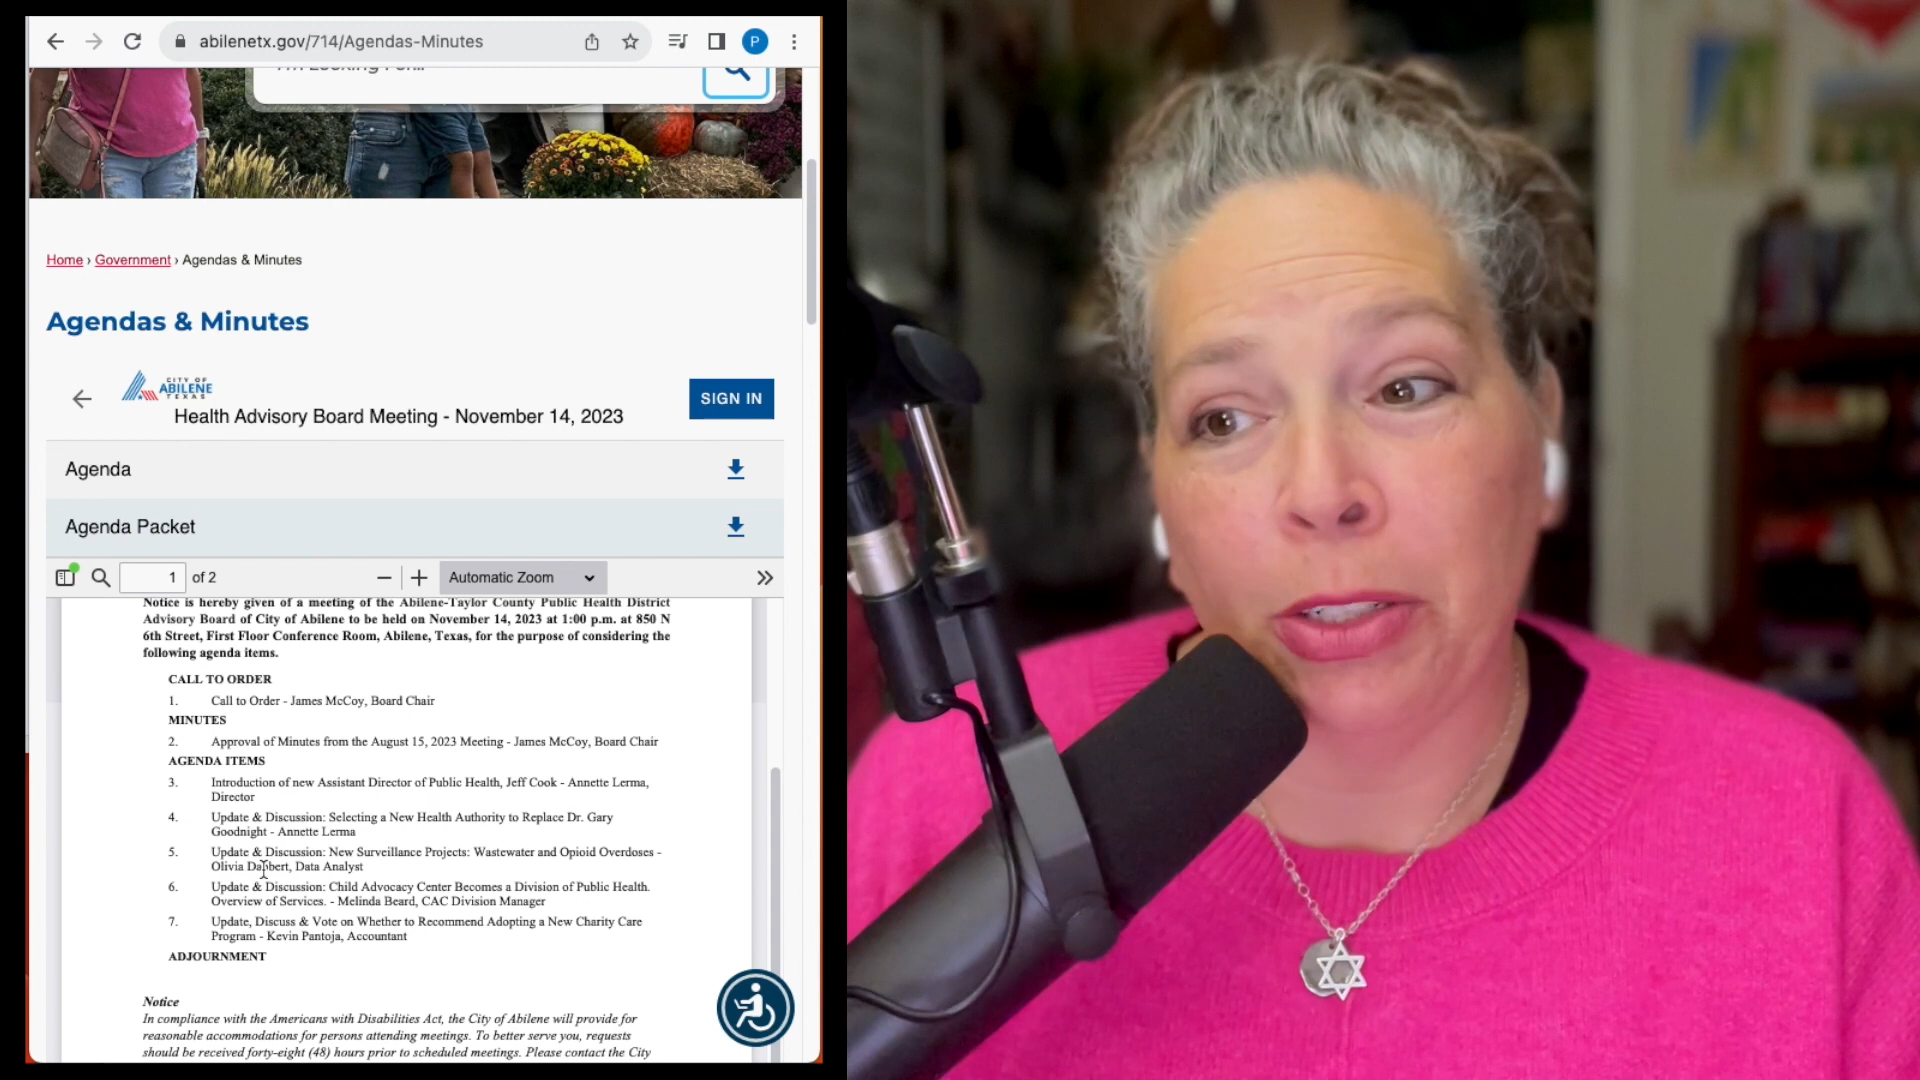 abilenetx.gov/714/Agendas-Minutes
P
Home › Government › Agendas & Minutes
Agendas & Minutes
CITY OF
ABILENE
TEXAS
Health Advisory Board Meeting - November 14, 2023
SIGN IN
Agenda
Agenda Packet
1 of 2
Automatic Zoom
Notice is hereby given of a meeting of the Abilene-Taylor County Public Health District
Advisory Board of City of Abilene to be held on November 14, 2023 at 1:00 p.m. at 850 N
6th Street, First Floor Conference Room, Abilene, Texas, for the purpose of considering the
following agenda items.
CALL TO ORDER
1. Call to Order - James McCoy, Board Chair
MINUTES
2. Approval of Minutes from the August 15, 2023 Meeting - James McCoy, Board Chair
AGENDA ITEMS
3. Introduction of new Assistant Director of Public Health, Jeff Cook - Annette Lerma,
Director
4. Update & Discussion: Selecting a New Health Authority to Replace Dr. Gary
Goodnight - Annette Lerma
5. Update & Discussion: New Surveillance Projects: Wastewater and Opioid Overdoses -
Olivia Data Analyst
6. Update & Discussion: Child Advocacy Center Becomes a Division of Public Health.
Overview of Services. - Melinda Beard, CAC Division Manager
7. Update, Discuss & Vote on Whether to Recommend Adopting a New Charity Care
Program - Kevin Pantoja, Accountant
ADJOURNMENT
Notice
In compliance with the Americans with Disabilities Act, the City of Abilene will provide for
reasonable accommodations for persons attending meetings. To better serve you, requests
should be received forty-eight (48) hours prior to scheduled meetings. Please contact the City